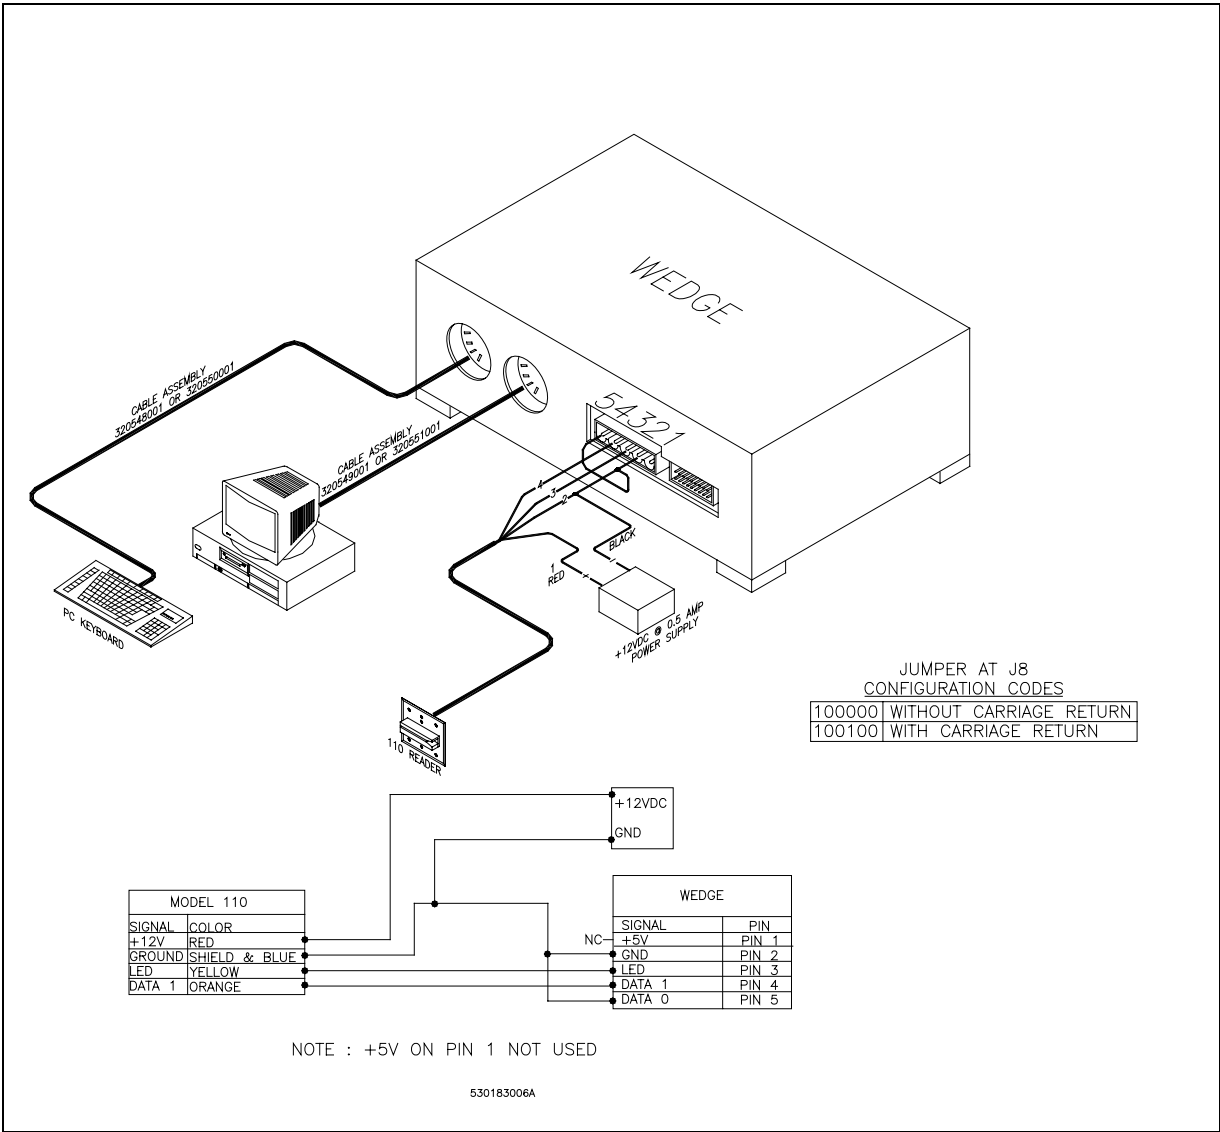 WEDGE
54321
CABLE ASSEMBLY
320548001 OR 320550001
CABLE ASSEMBLY
320549001 OR 320551001
4
3
2
BLACK
1
RED
-
+
+12VDC @ 0.5 AMP
POWER SUPPLY
PC KEYBOARD
110 READER
JUMPER AT J8
CONFIGURATION CODES
100000 WITHOUT CARRIAGE RETURN
100100 WITH CARRIAGE RETURN
+12VDC
GND
MODEL 110
SIGNAL COLOR
+12V RED
GROUND SHIELD & BLUE
LED YELLOW
DATA 1 ORANGE
WEDGE
SIGNAL PIN
NC +5V PIN 1
GND PIN 2
LED PIN 3
DATA 1 PIN 4
DATA 0 PIN 5
NOTE : +5V ON PIN 1 NOT USED
530183006A